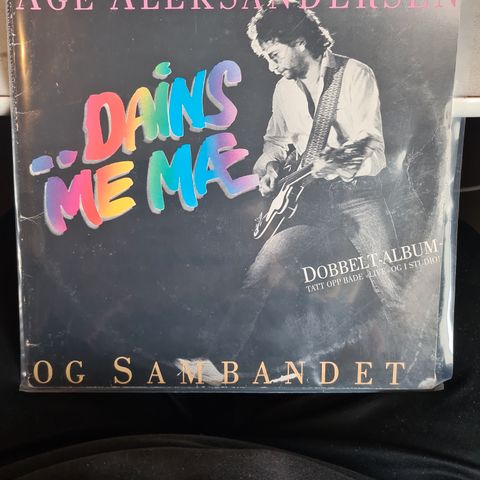 ÅGE ALEKSANDERSEN
...DAINS
ME MÆ
DOBBELT-ALBUM-
TATT OPP BÅDE »LIVE« OG I STUDIO!
OG SAMBANDET